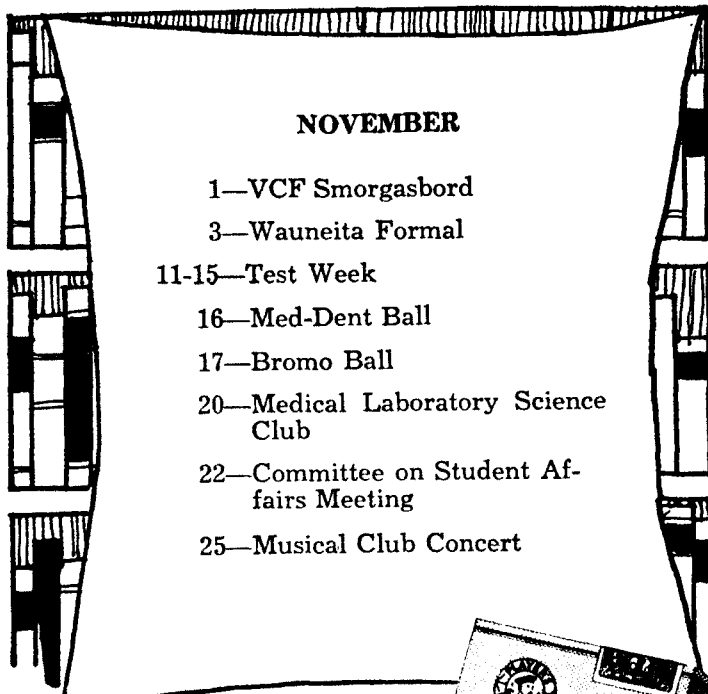 NOVEMBER
1—VCF Smorgasbord
3—Wauneita Formal
11-15—Test Week
16—Med-Dent Ball
17—Bromo Ball
20—Medical Laboratory Science
Club
22—Committee on Student Af-
fairs Meeting
25—Musical Club Concert
PLAYER'S